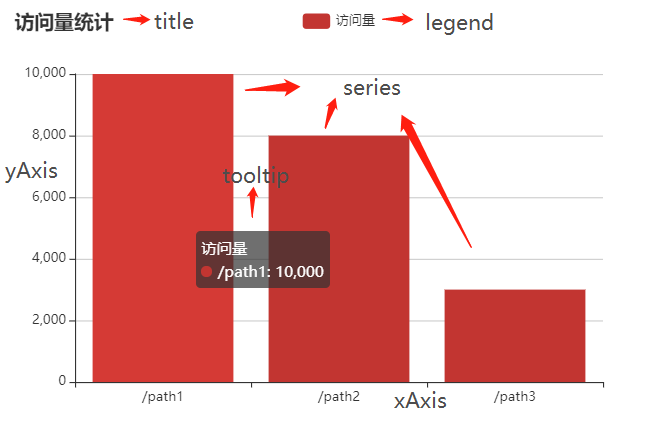 访问量统计 title
访问量 legend
10,000
series
8,000
yAxis
tooltip
6,000
访问量
/path1: 10,000
4,000
2,000
0
/path1 /path2 /path3
xAxis